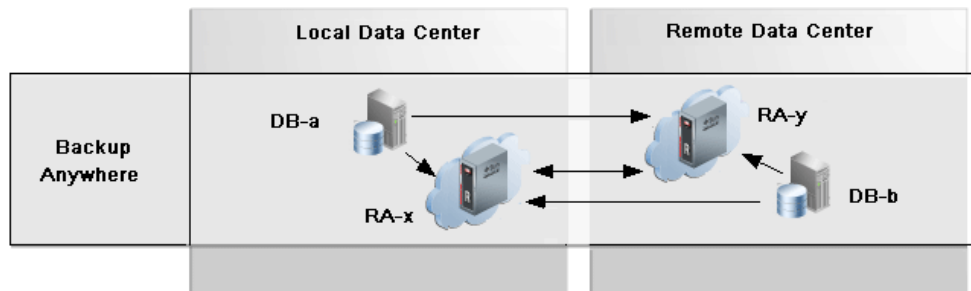 Local Data Center
Remote Data Center
Backup
Anywhere
DB-a
RA-x
RA-y
DB-b
R
R